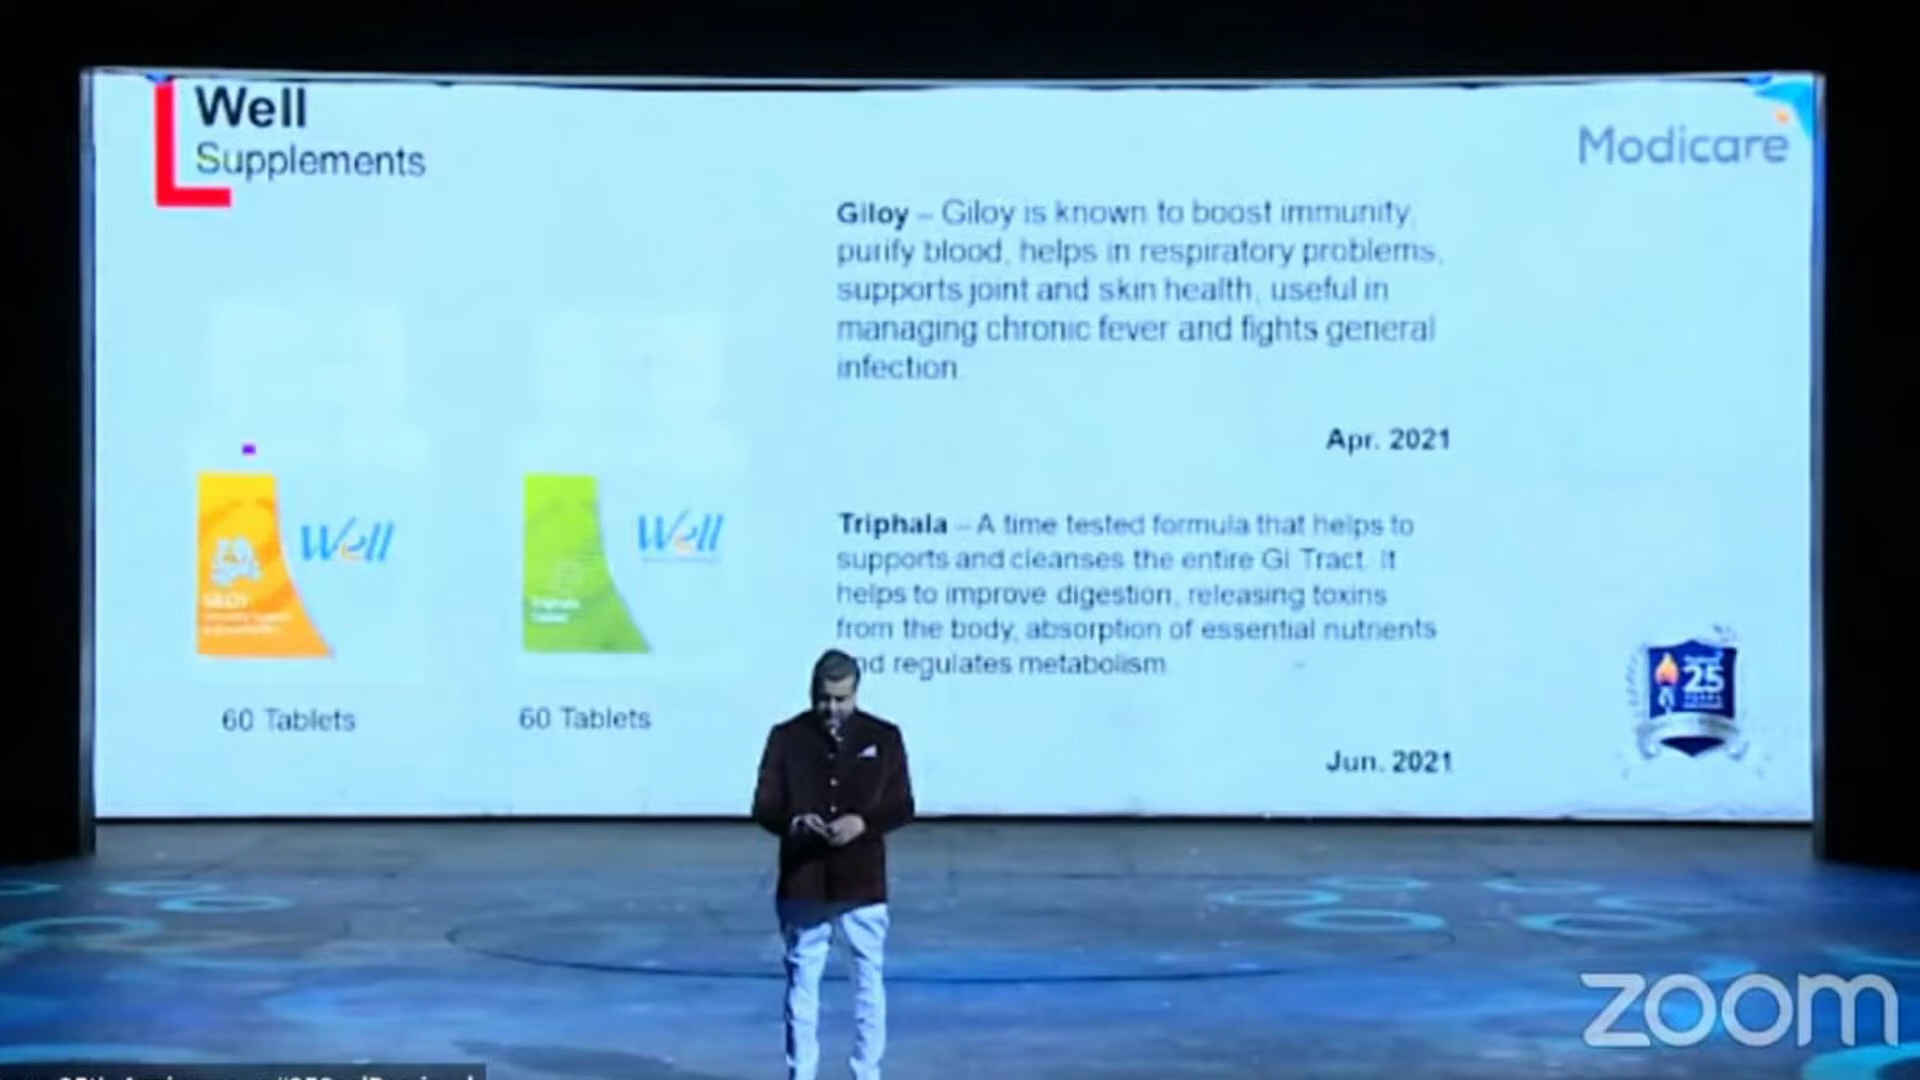 Well
Supplements
Modicare
Giloy – Giloy is known to boost immunity,
purify blood, helps in respiratory problems,
supports joint and skin health, useful in
managing chronic fever and fights general
infection
Apr. 2021
Triphala – A time tested formula that helps to
supports and cleanses the entire GI Tract. It
helps to improve digestion, releasing toxins
from the body, absorption of essential nutrients
nd regulates metabolism
Jun. 2021
Well
GILOY
Well
Triphala
60 Tablets
60 Tablets
25
zoom